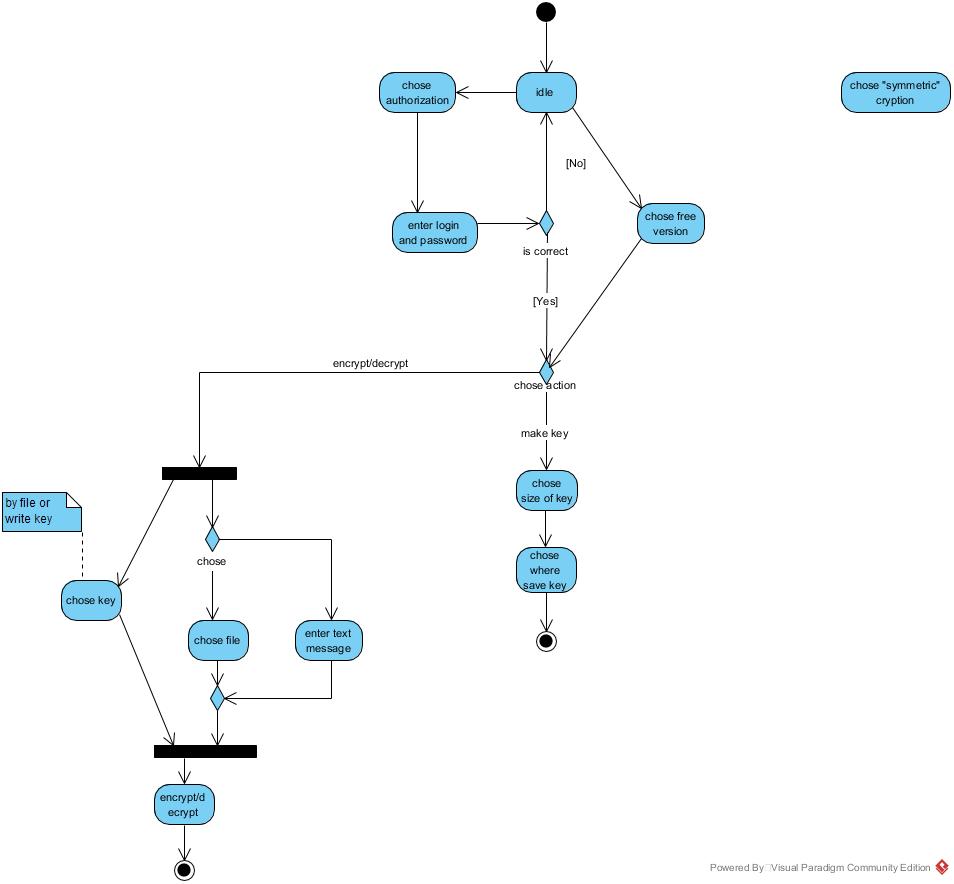 chose
authorization
idle
chose "symmetric"
cryption
[No]
enter login
and password
chose free
version
is correct
[Yes]
encrypt/decrypt
chose action
make key
chose
size of key
by file or
write key
chose
chose
where
save key
chose key
chose file
enter text
message
encrypt/d
ecrypt
Powered By Visual Paradigm Community Edition